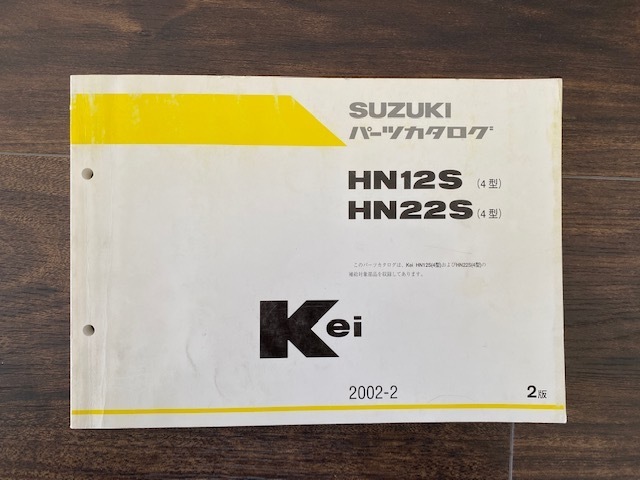 SUZUKI
パーツカタログ
HN12S (4型)
HN22S (4型)
このパーツカタログは、Kei HN12S(4型)およびHN22S(4型)の
補給対象部品を収録してあります。
Kei
2002-2
2版